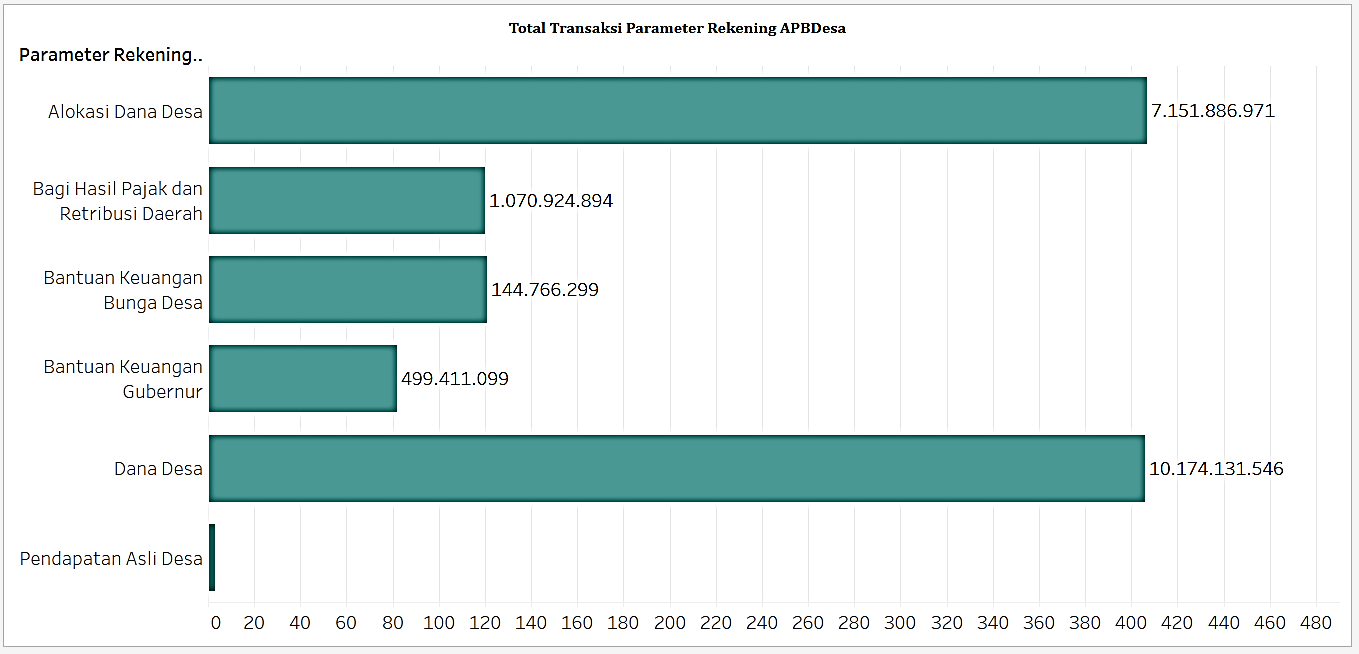 Total Transaksi Parameter Rekening APBDesa
Parameter Rekening..
Alokasi Dana Desa
7.151.886.971
Bagi Hasil Pajak dan
Retribusi Daerah
1.070.924.894
Bantuan Keuangan
Bunga Desa
144.766.299
Bantuan Keuangan
Gubernur
499.411.099
Dana Desa
10.174.131.546
Pendapatan Asli Desa
0 20 40 60 80 100 120 140 160 180 200 220 240 260 280 300 320 340 360 380 400 420 440 460 480